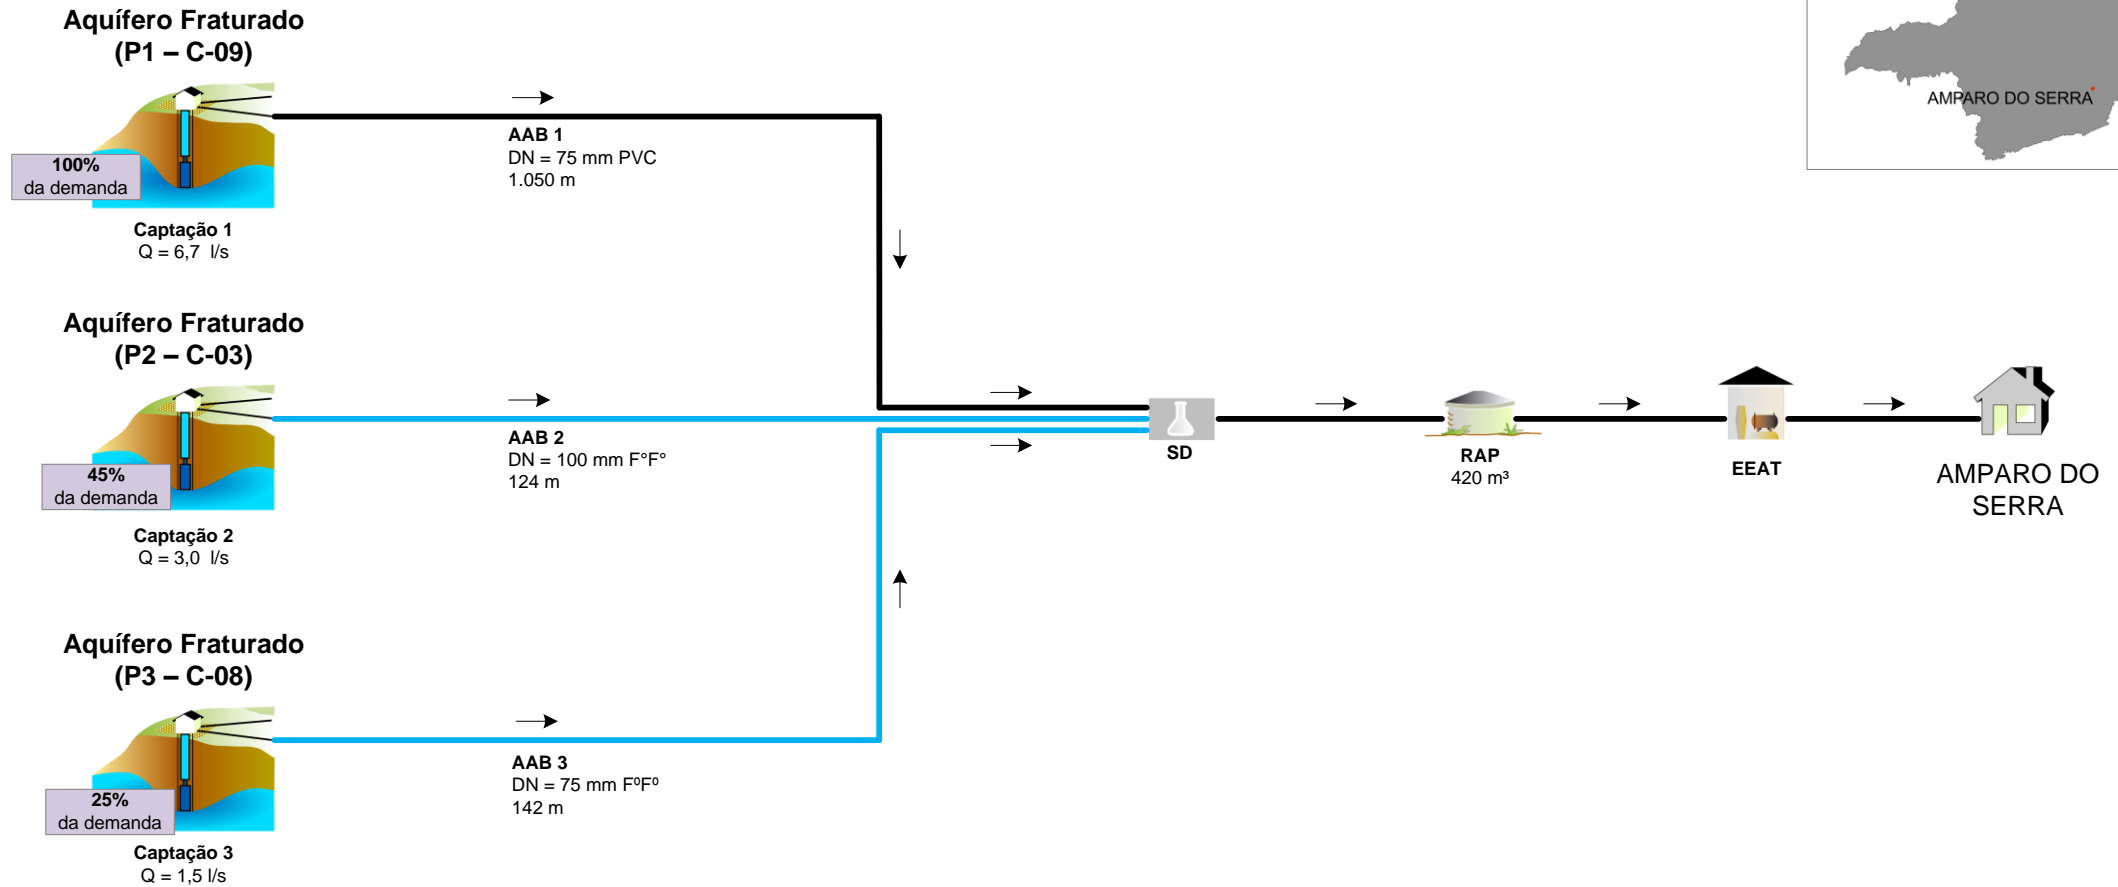 Aquífero Fraturado
(P1 – C-09)
100%
da demanda
Captação 1
Q = 6,7 l/s
AAB 1
DN = 75 mm PVC
1.050 m
AMPARO DO SERRA
Aquífero Fraturado
(P2 – C-03)
45%
da demanda
Captação 2
Q = 3,0 l/s
AAB 2
DN = 100 mm F°F°
124 m
SD
RAP
420 m³
EEAT
AMPARO DO
SERRA
Aquífero Fraturado
(P3 – C-08)
25%
da demanda
Captação 3
Q = 1,5 l/s
AAB 3
DN = 75 mm FºFº
142 m